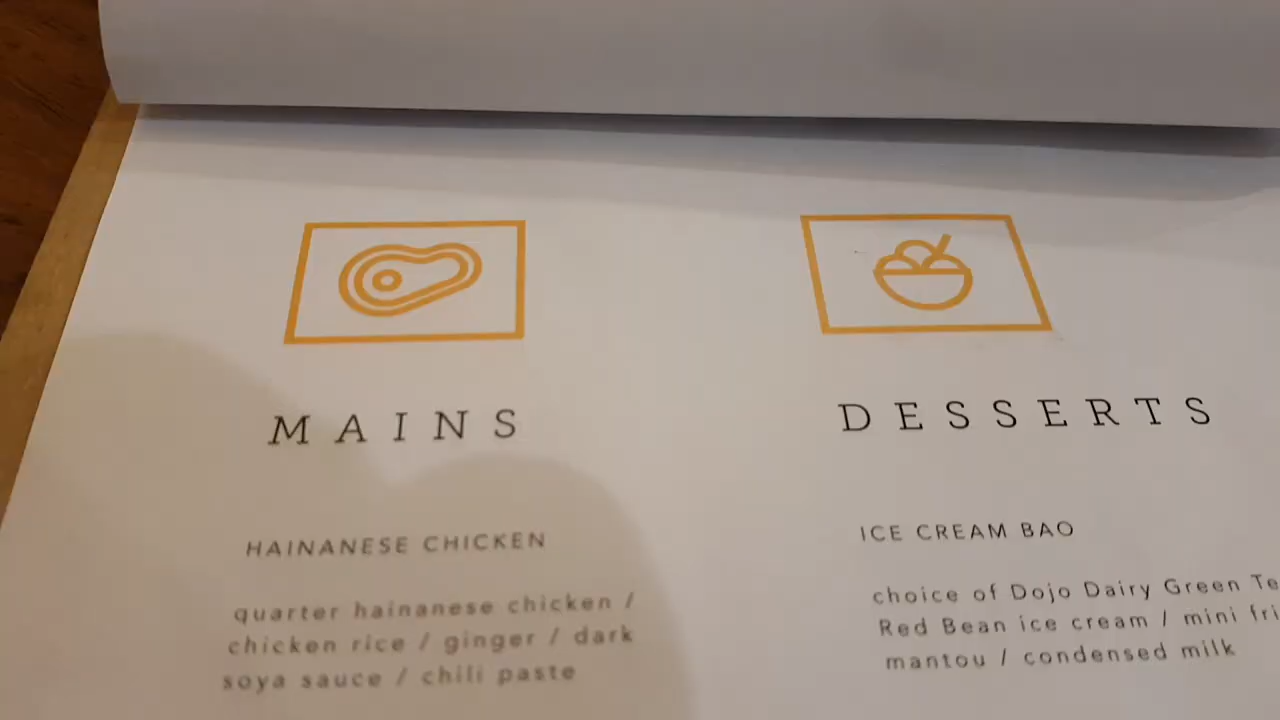 MAINS
HAINANESE CHICKEN
quarter hainanese chicken /
chicken rice / ginger / dark
soya sauce / chili paste
DESSERTS
ICE CREAM BAO
choice of Dojo Dairy Green
Red Bean ice cream / mini
mantou / condensed milk